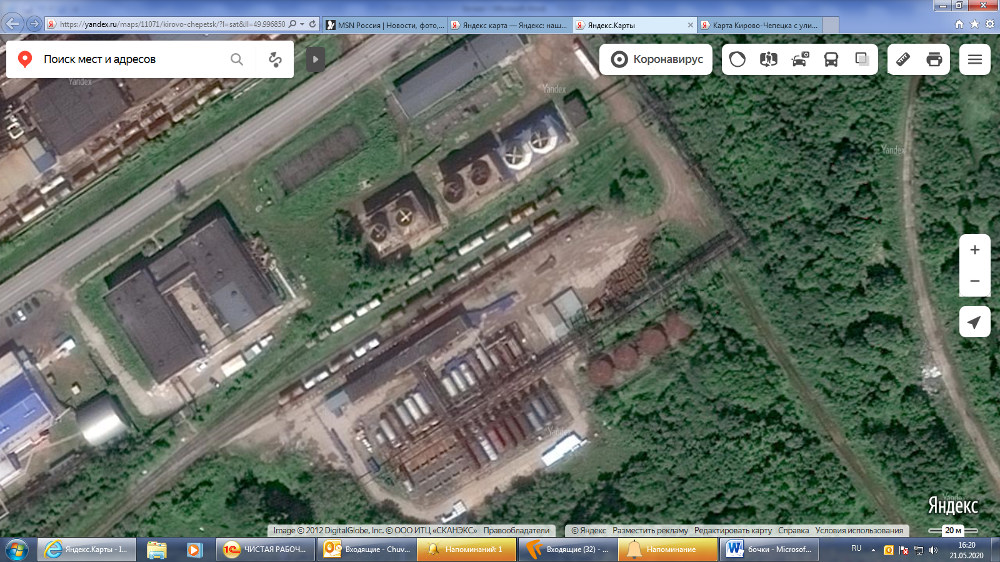 https://yandex.ru/maps/11071/kirovo-chepetsk/?l=sat&ll=49.996850
MSN Россия | Новости, фото,...
Яндекс карта — Яндекс: наш...
Яндекс.Карты
Карта Кирово-Чепецка с ули...
Поиск мест и адресов
Коронавирус
Yandex
Yandex
Yandex
Yandex
Yandex
Яндекс
Image © 2012 DigitalGlobe, Inc. © ООО ИТЦ «СКАНЭКС» Правообладатели
© Яндекс Разместить рекламу Редактировать карту Справка Условия использования
20 м
Яндекс.Карты - I...
1С ЧИСТАЯ РАБОЧ...
Входящие - Chuv...
Напоминаний: 1
Входящие (32) - ...
Напоминание
бочки - Microsof...
RU
16:20
21.05.2020